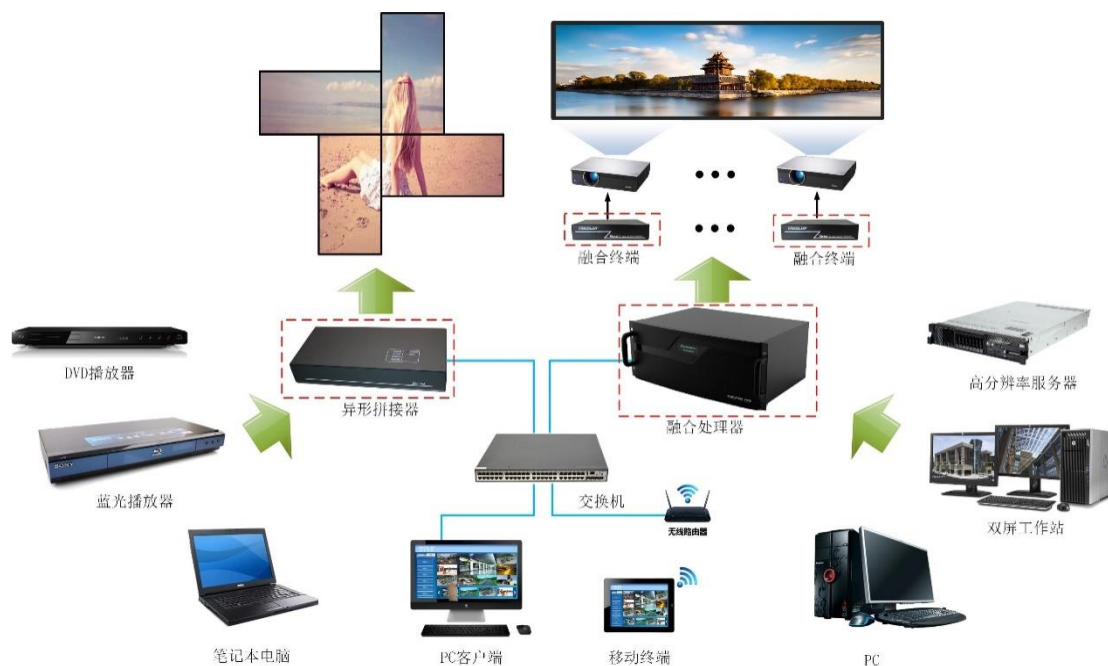 融合终端
融合终端
DVD播放器
异形拼接器
融合处理器
高分辨率服务器
SONY
蓝光播放器
交换机
无线路由器
双屏工作站
笔记本电脑
PC客户端
移动终端
PC